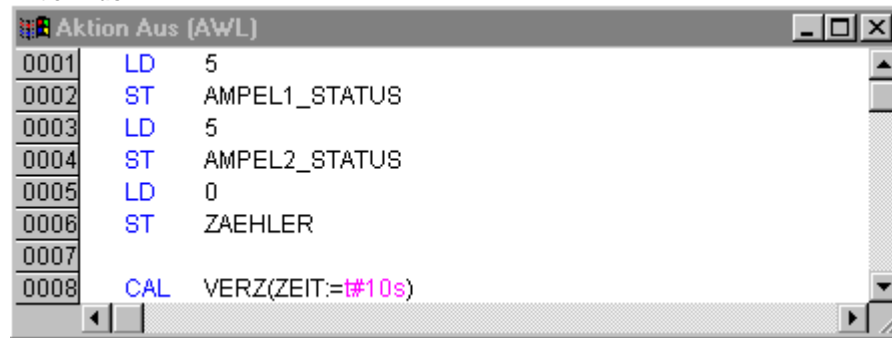 Aktion Aus (AWL)
0001 LD 5
0002 ST AMPEL1_STATUS
0003 LD 5
0004 ST AMPEL2_STATUS
0005 LD 0
0006 ST ZAEHLER
0007
0008 CAL VERZ(ZEIT:=t#10s)